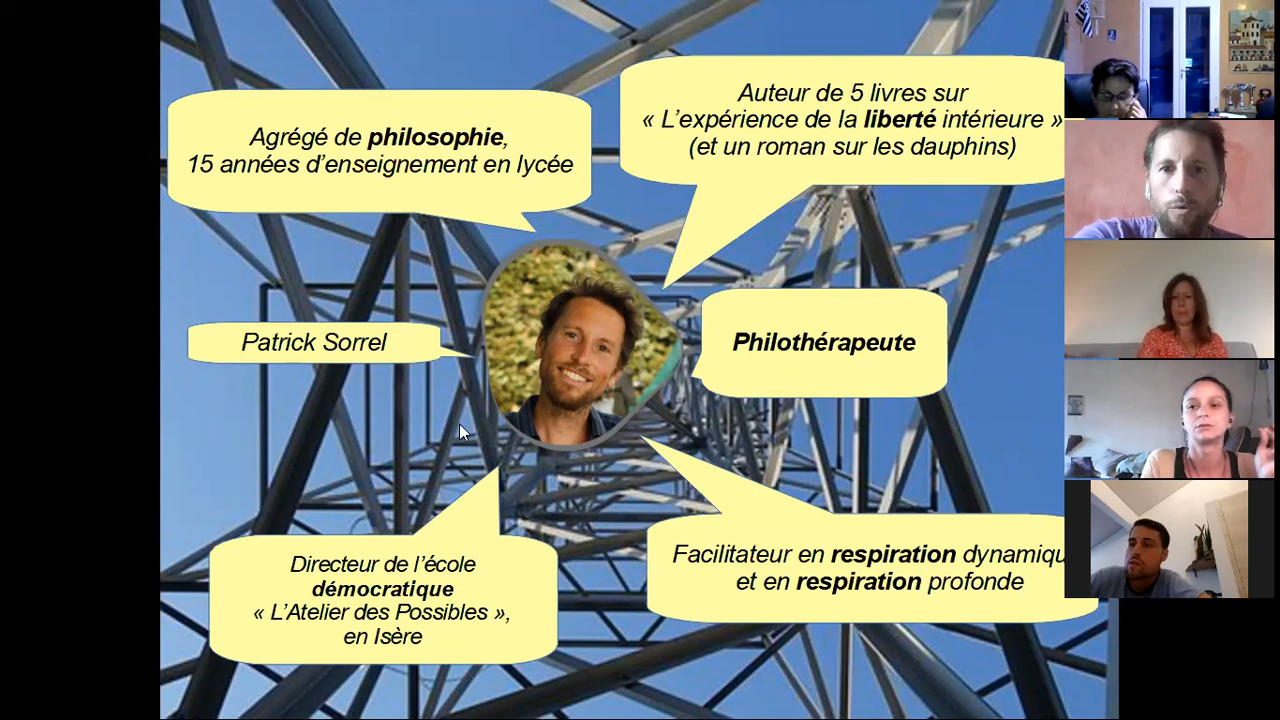 Agrégé de philosophie,
15 années d'enseignement en lycée
Auteur de 5 livres sur
« L'expérience de la liberté intérieure »
(et un roman sur les dauphins)
Patrick Sorrel
Philothérapeute
Directeur de l'école
démocratique
« L'Atelier des Possibles »,
en Isère
Facilitateur en respiration dynamiqu
et en respiration profonde